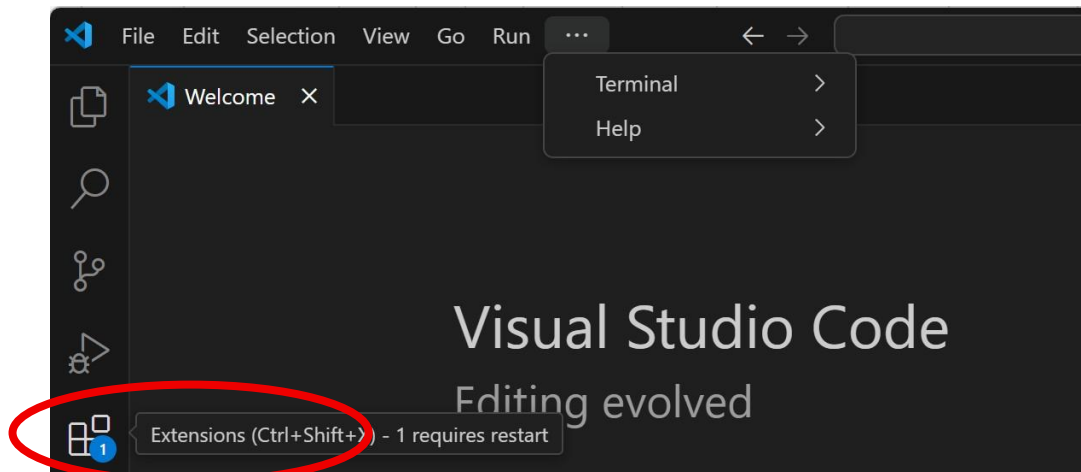 File Edit Selection View Go Run ...
Welcome
Terminal
Help
Visual Studio Code
Editing evolved
1
Extensions (Ctrl+Shift+X) - 1 requires restart